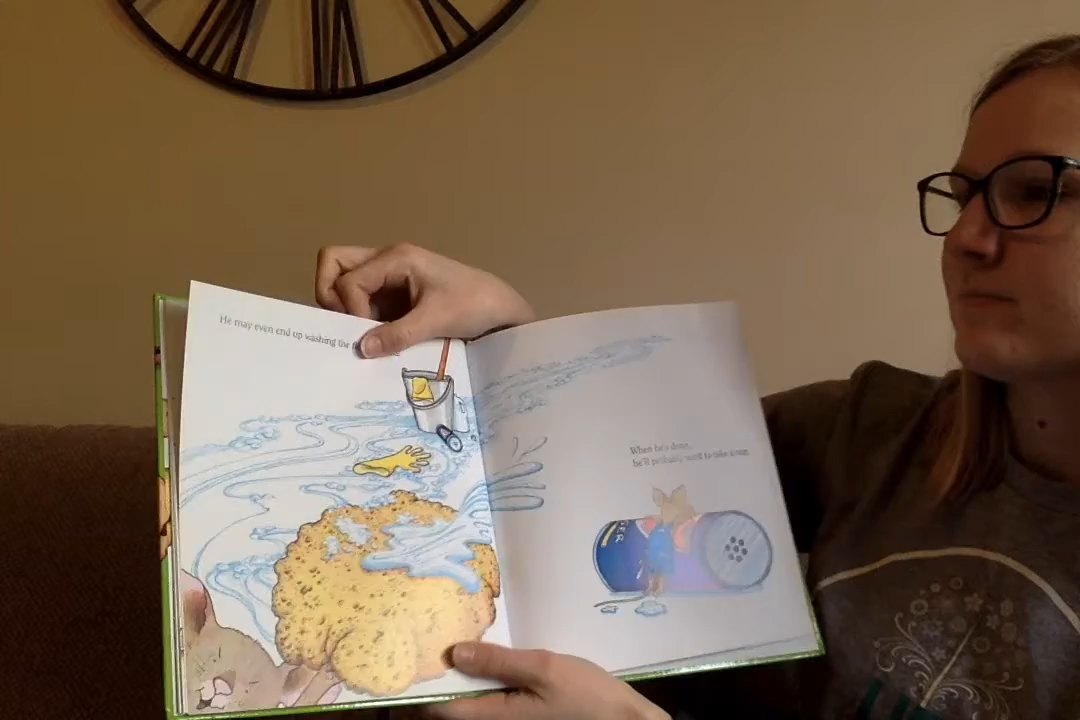 He may even end up washing the
When he's done,
he'll probably want to take a nap.